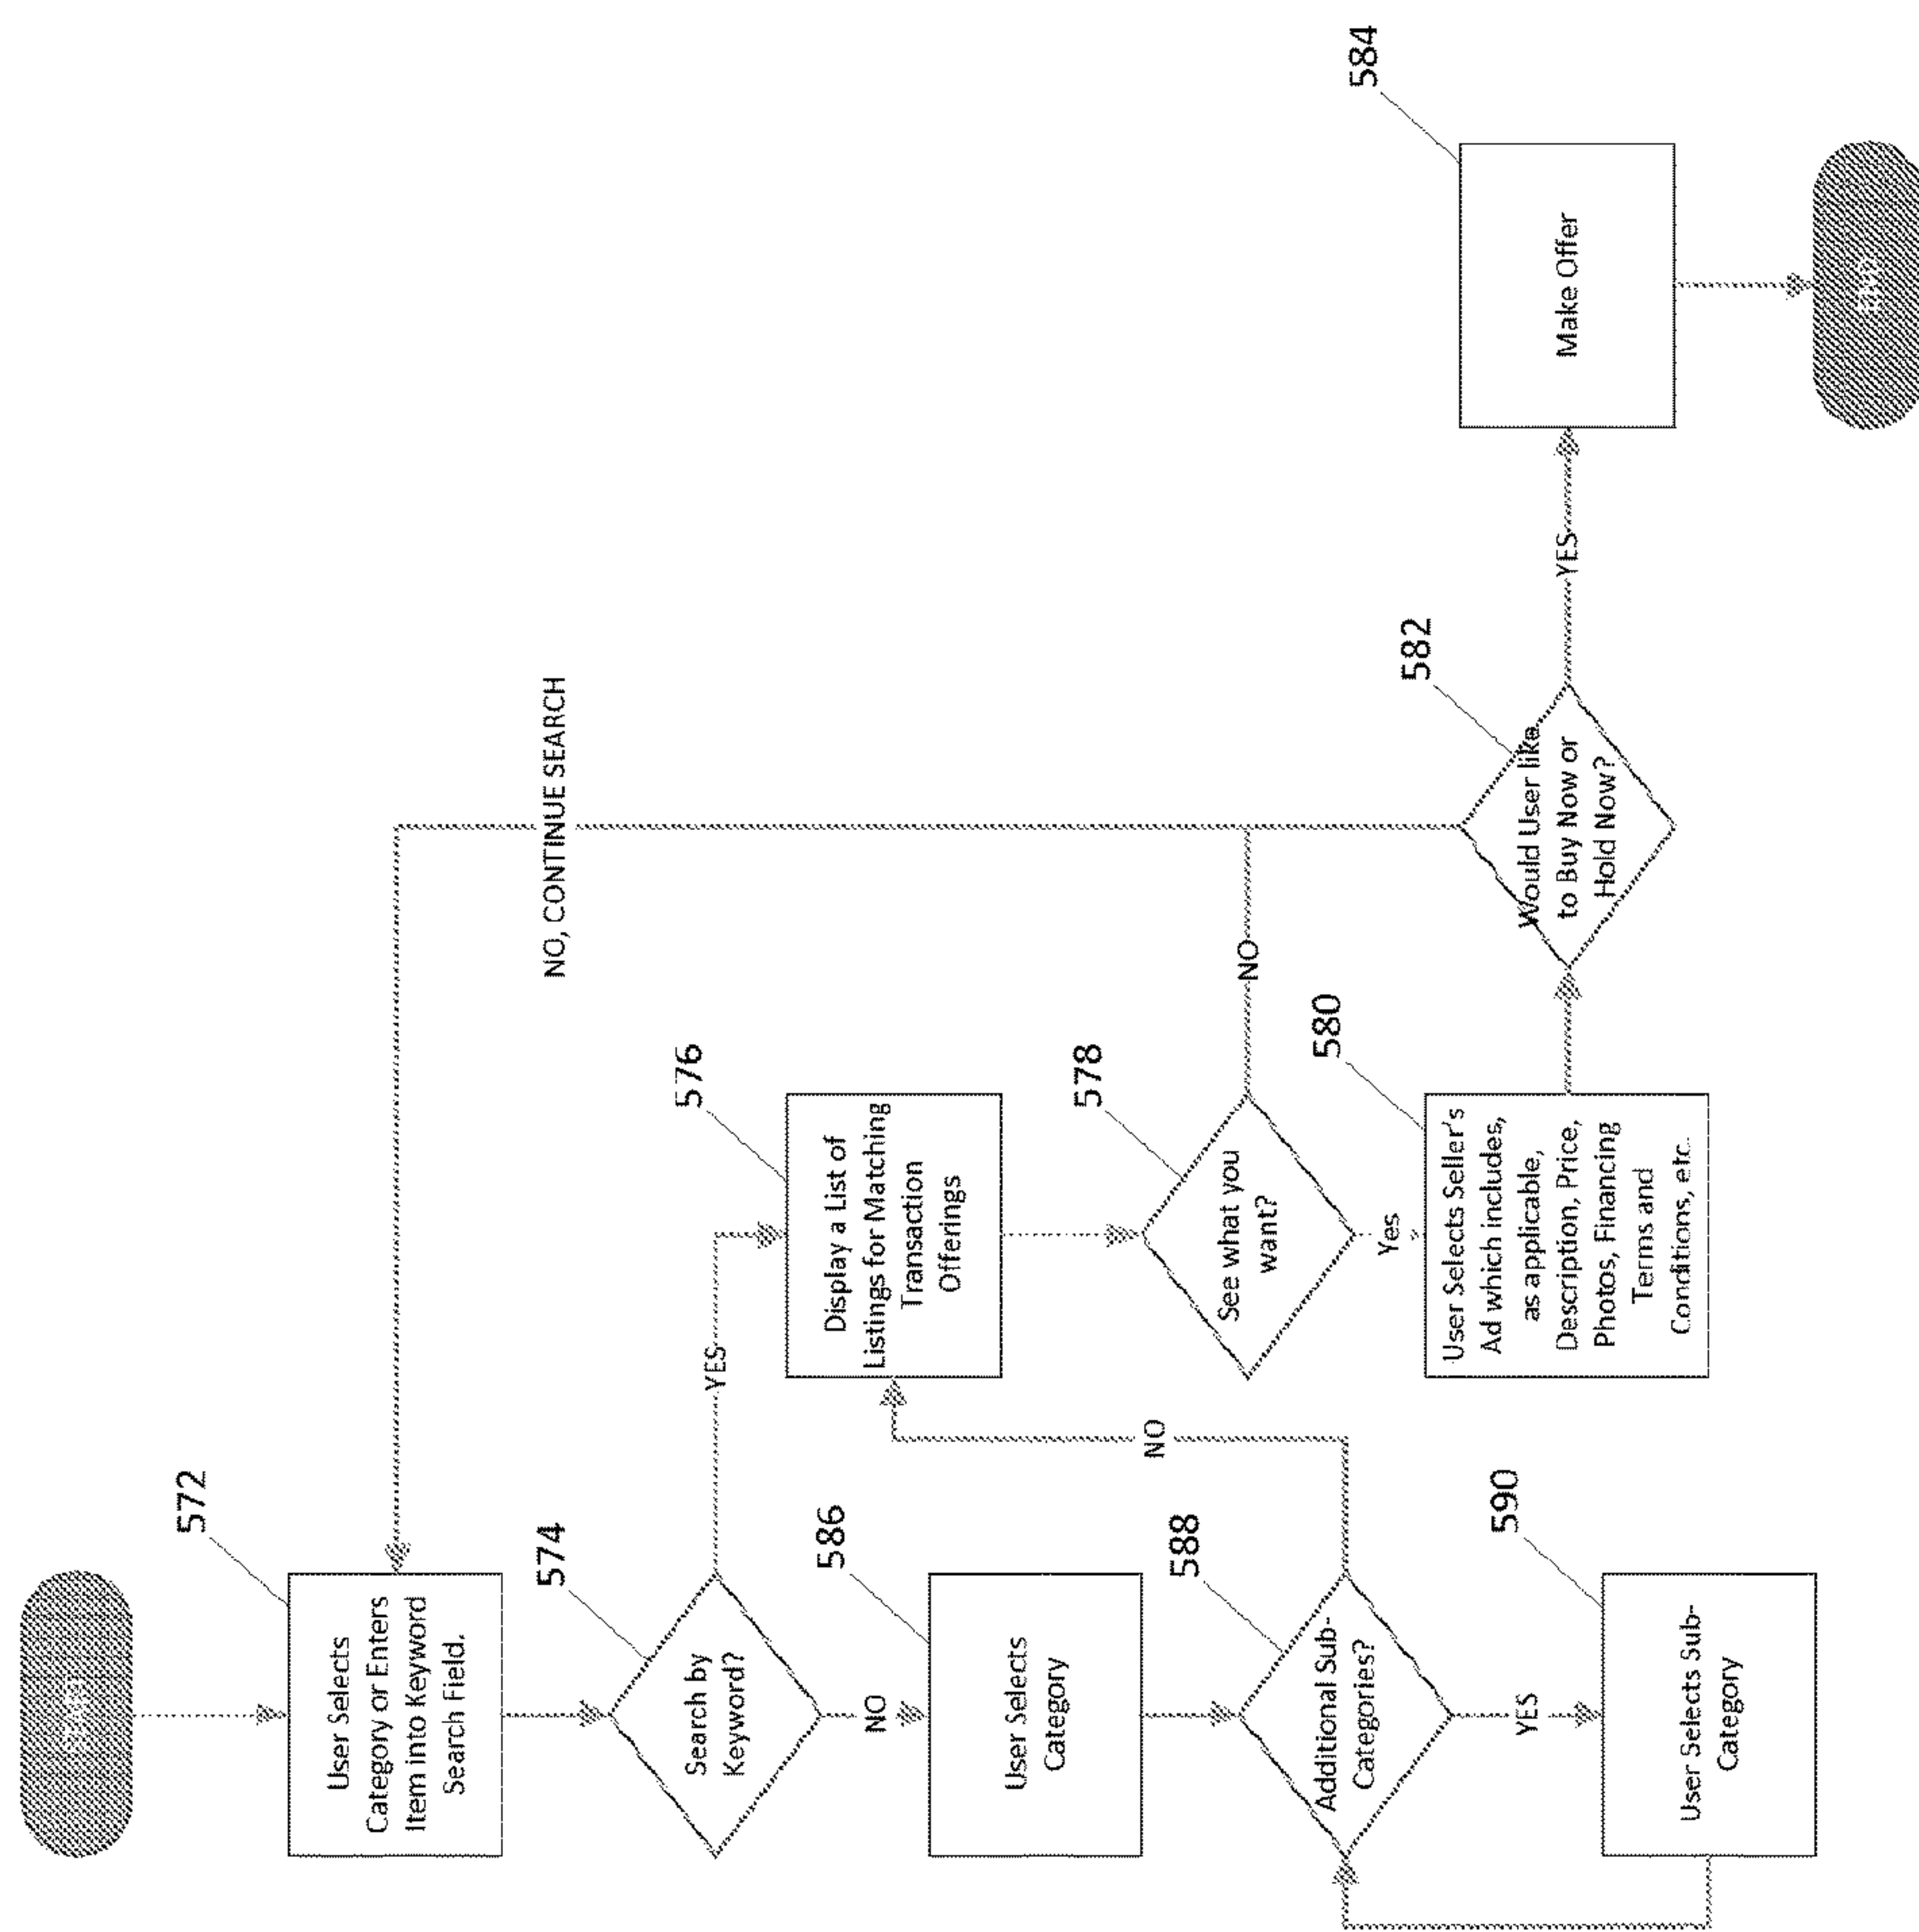 572
User Selects
Category or Enters
Item into Keyword
Search Field.
NO, CONTINUE SEARCH
574
Search by
Keyword?
YES
NO
576
Display a List of
Listings for Matching
Transaction
Offerings
586
User Selects
Category
578
See what you
want?
NO
Yes
588
Additional Sub-
Categories?
NO
YES
580
User Selects Seller's
Ad which includes,
as applicable,
Description, Price,
Photos, Financing
Terms and
Conditions, etc.
582
Would User like
to Buy Now or
Hold Now?
YES
584
Make Offer
590
User Selects Sub-
Category